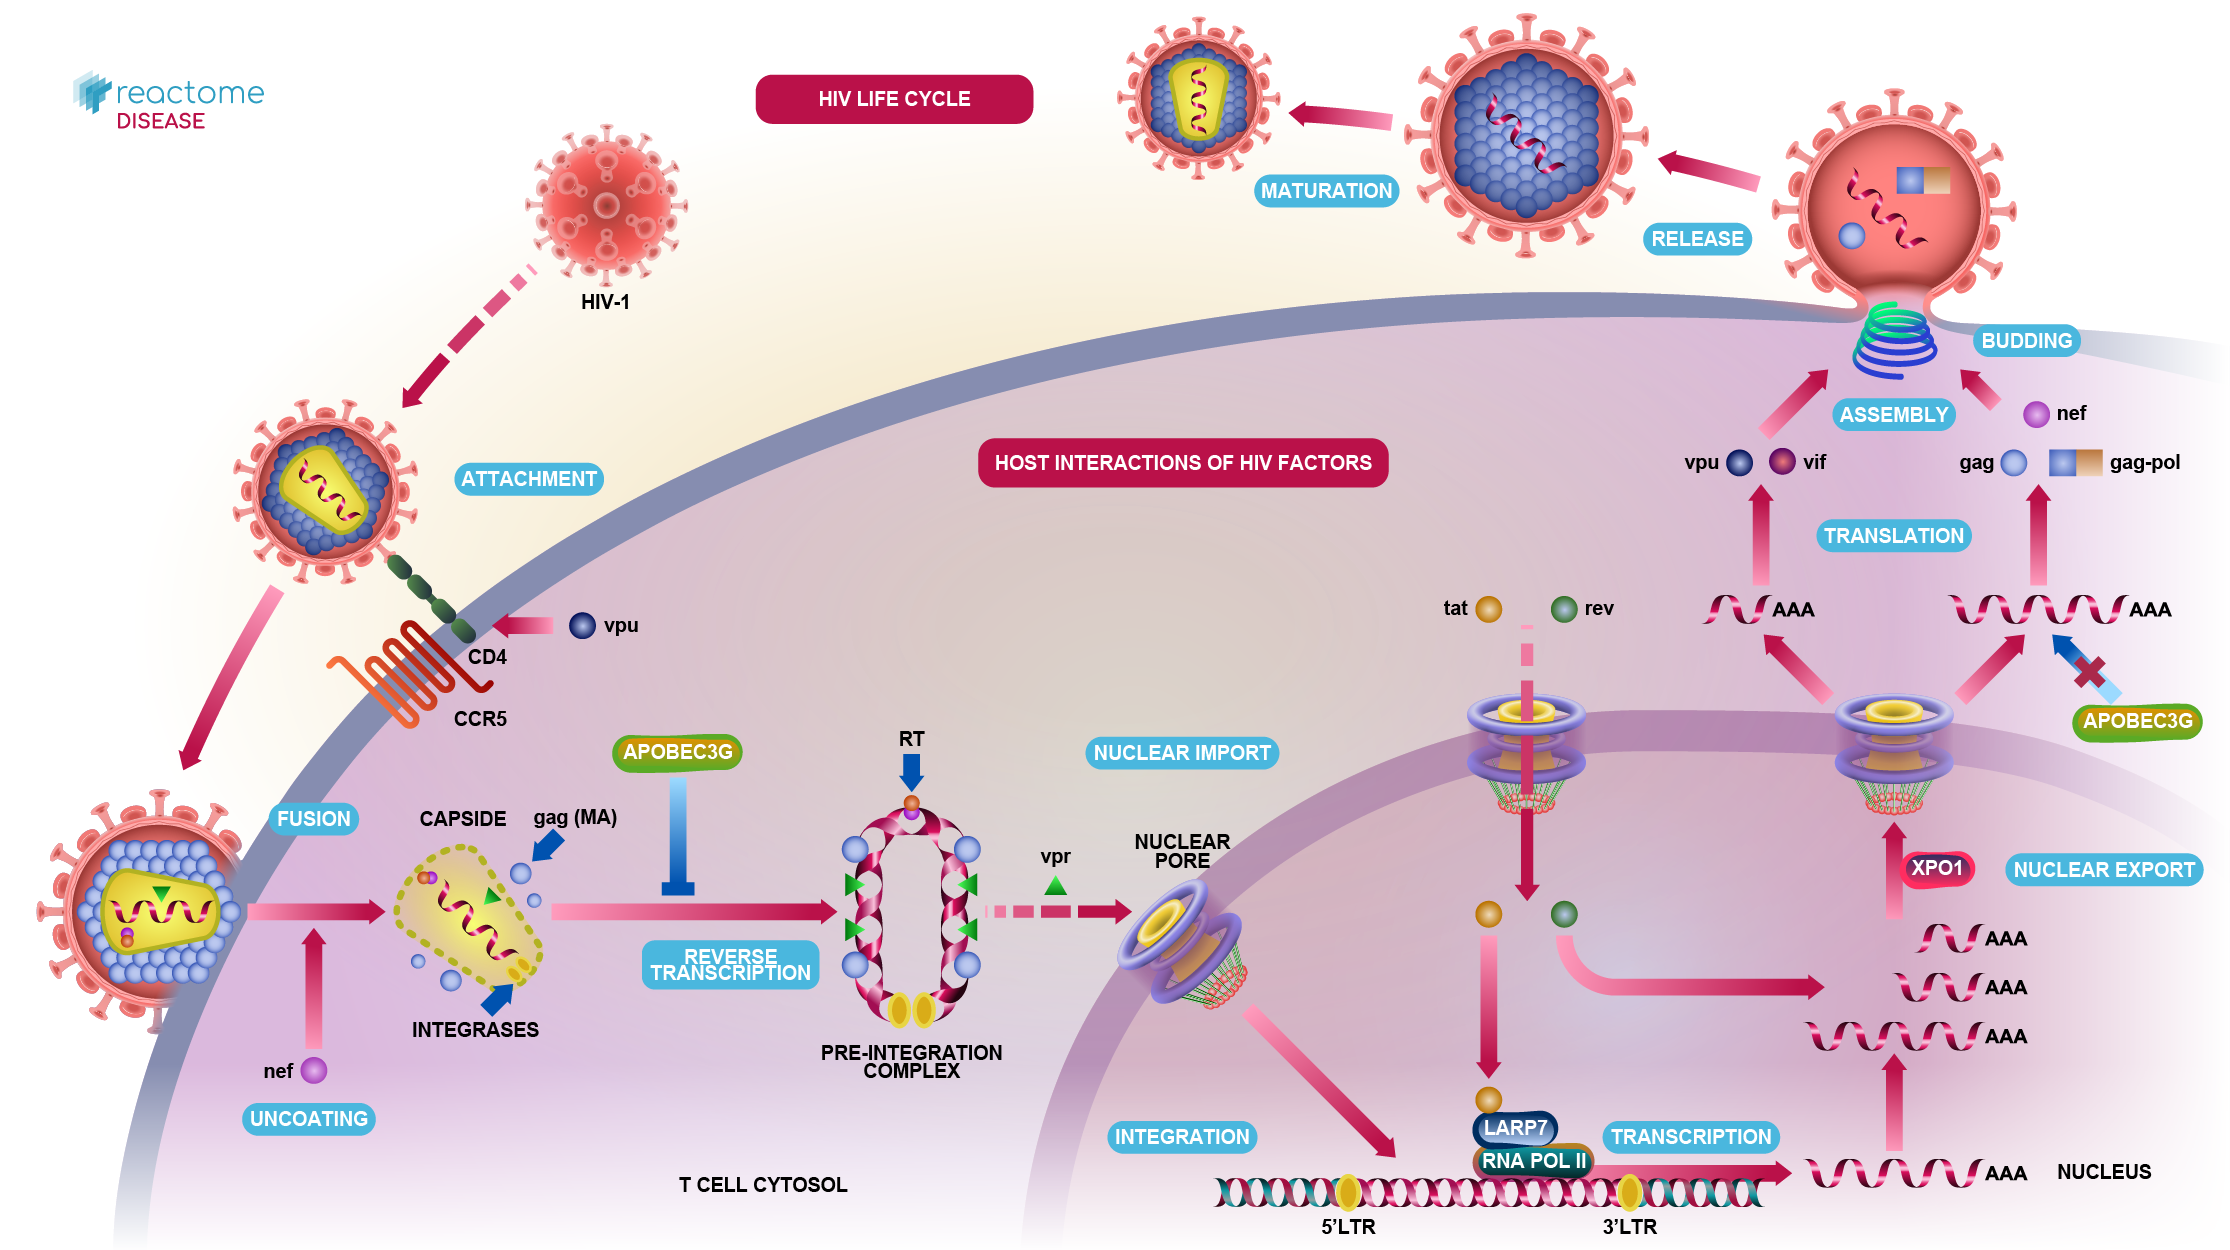 reactome
DISEASE
HIV LIFE CYCLE
MATURATION
RELEASE
HIV-1
BUDDING
ASSEMBLY
nef
ATTACHMENT
HOST INTERACTIONS OF HIV FACTORS
vpu
vif
gag
gag-pol
TRANSLATION
tat
rev
AAA
AAA
vpu
CD4
CCR5
APOBEC3G
APOBEC3G
RT
NUCLEAR IMPORT
FUSION
CAPSIDE
gag (MA)
NUCLEAR
PORE
vpr
XPO1
NUCLEAR EXPORT
REVERSE
TRANSCRIPTION
AAA
AAA
AAA
INTEGRASES
PRE-INTEGRATION
COMPLEX
nef
UNCOATING
INTEGRATION
LARP7
TRANSCRIPTION
RNA POL II
AAA
NUCLEUS
T CELL CYTOSOL
5’LTR
3’LTR